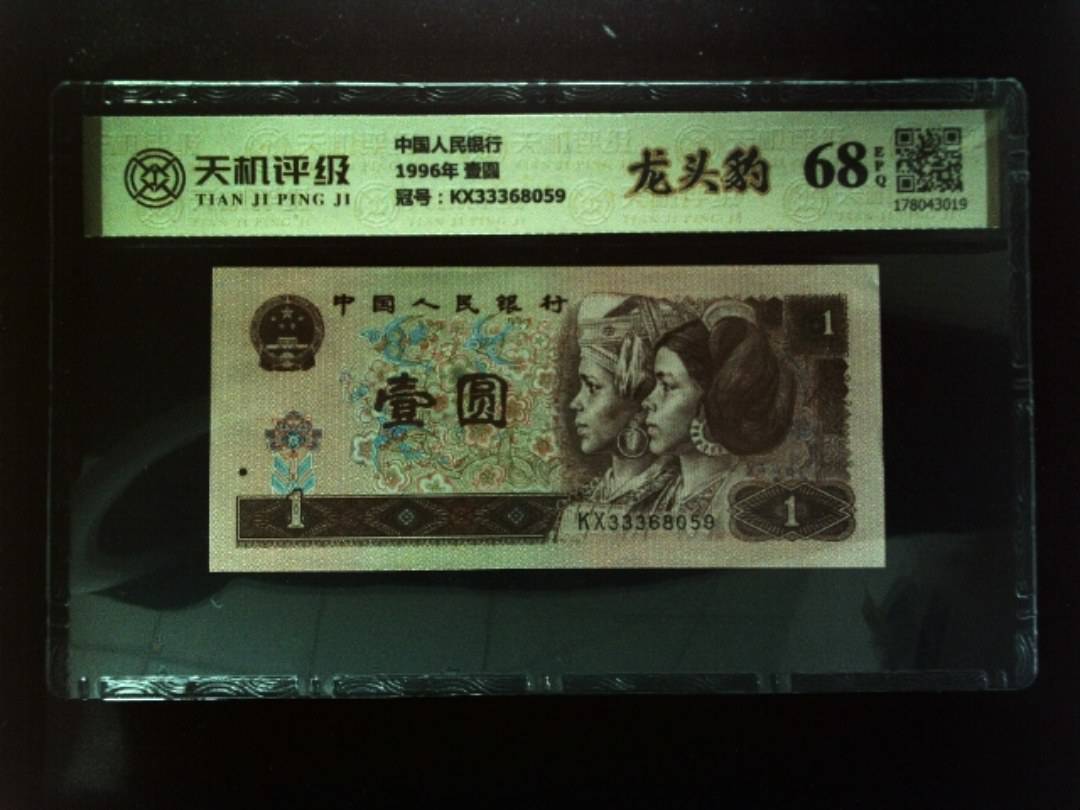 天机评级
TIAN JI PING JI
中国人民银行
1996年 壹圆
冠号：KX33368059
龙头豹
68
EPQ
178043019
中国人民银行
壹圆
1
1
KX33368059
1